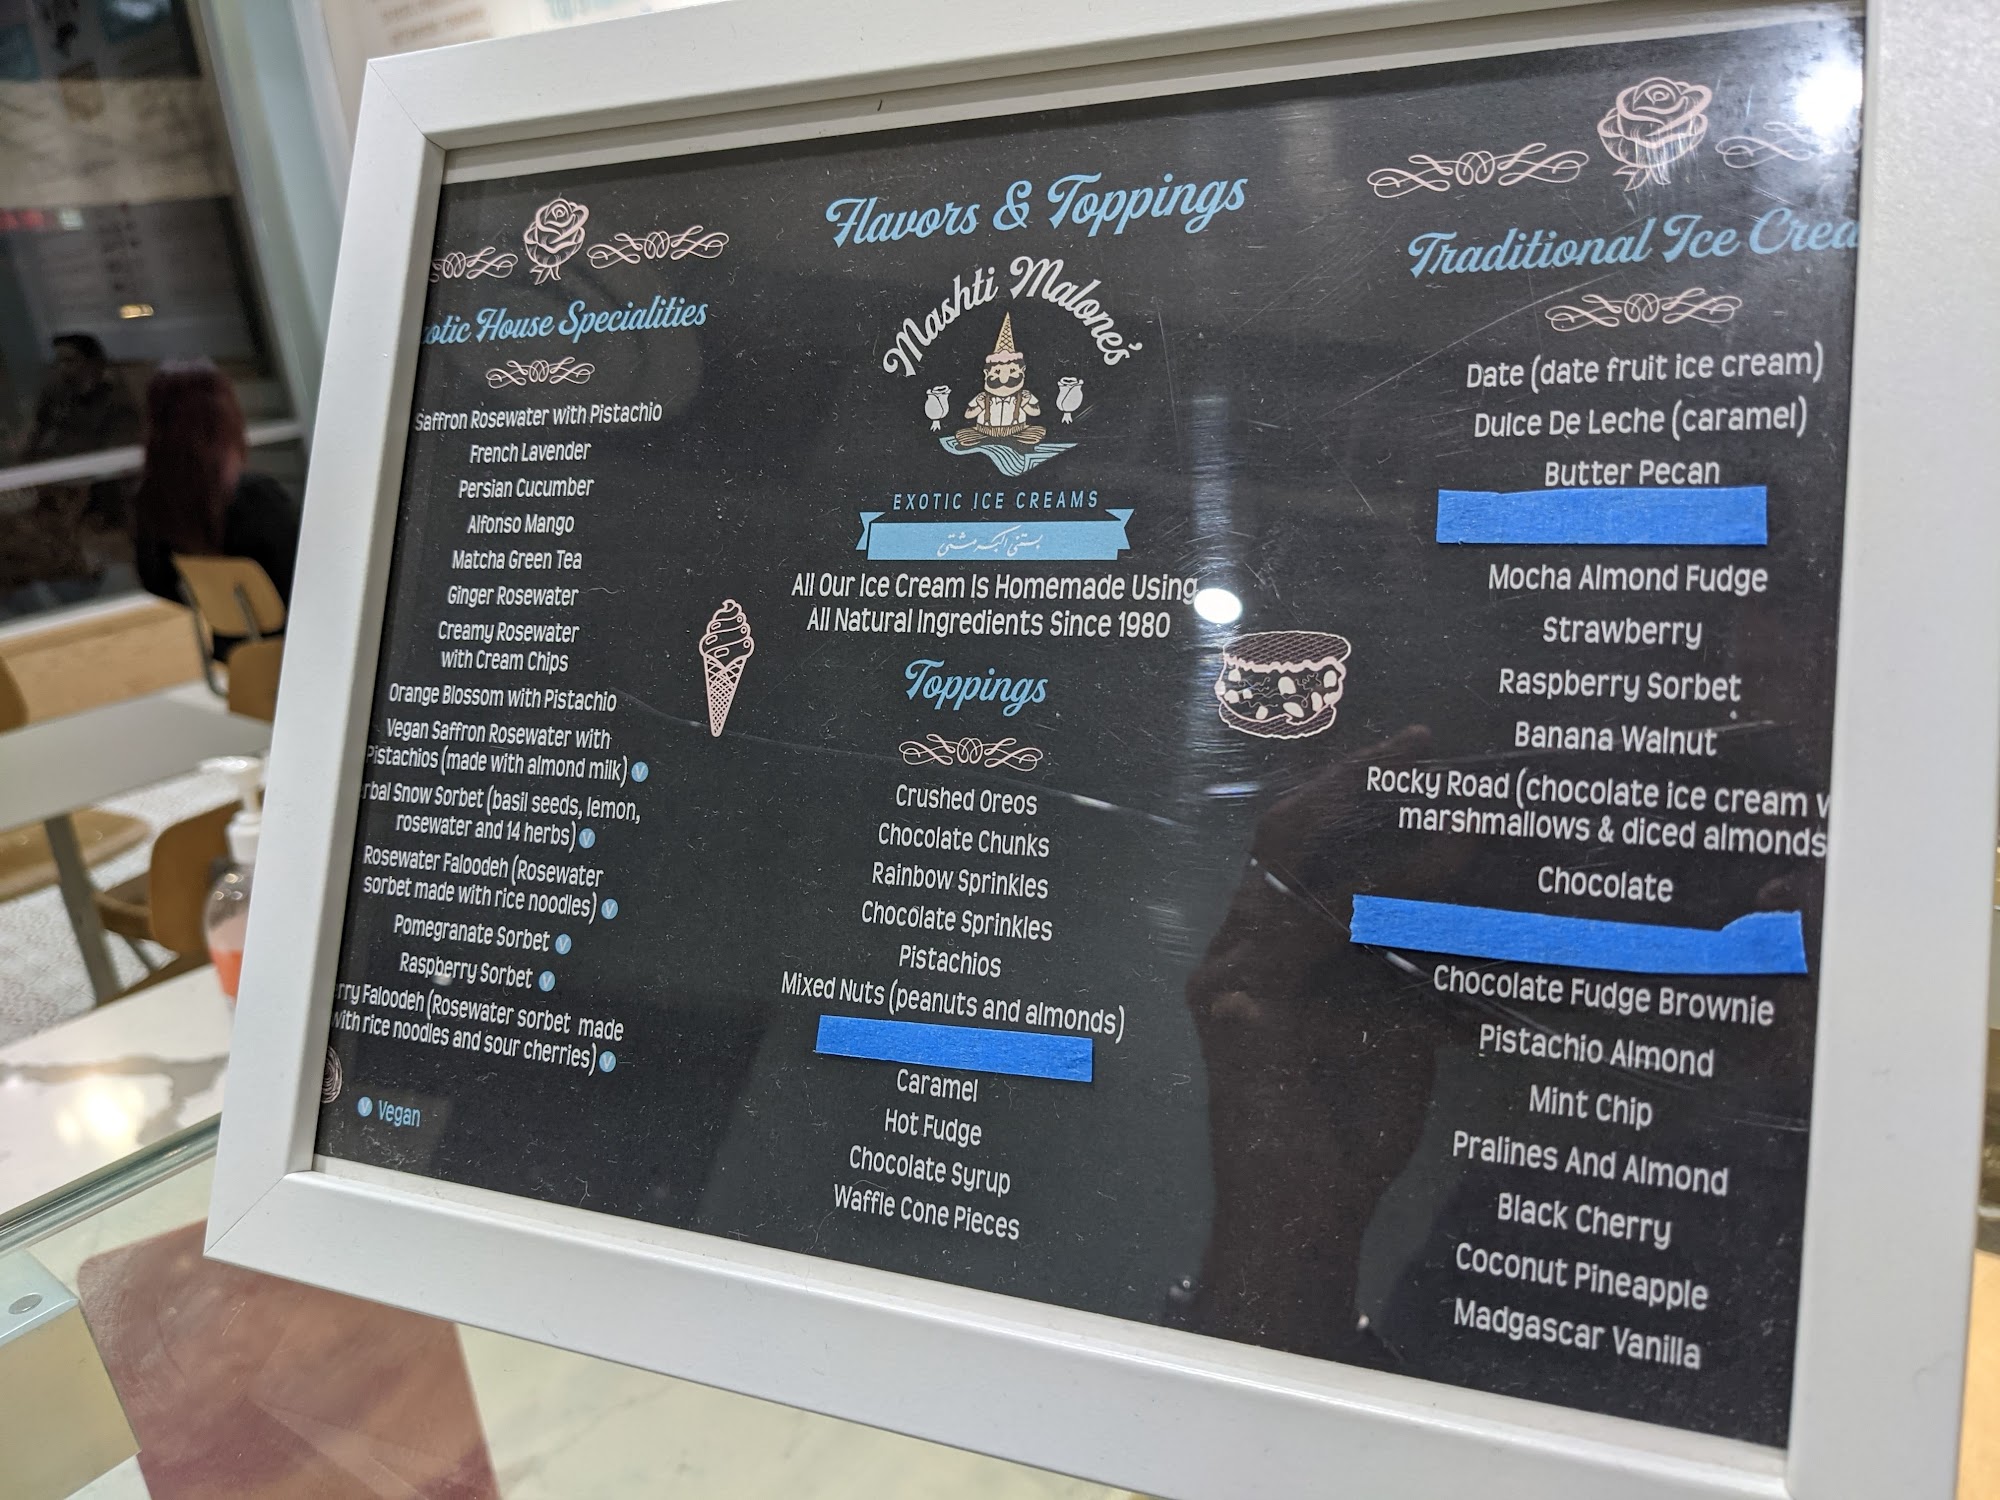 House Specialities
Saffron Rosewater with Pistachio
French Lavender
Persian Cucumber
Alfonso Mango
Matcha Green Tea
Ginger Rosewater
Creamy Rosewater
with Cream Chips
Orange Blossom with Pistachio
Vegan Saffron Rosewater with
Pistachios (made with almond milk) V
Snow Sorbet (basil seeds, lemon,
rosewater and 14 herbs) V
Rosewater Faloodeh (Rosewater
sorbet made with rice noodles) V
Pomegranate Sorbet V
Raspberry Sorbet V
Faloodeh (Rosewater sorbet made
with rice noodles and sour cherries) V
V Vegan
Flavors & Toppings
Mashti Malone's
EXOTIC ICE CREAMS
بستنی اکبر مشتی
All Our Ice Cream Is Homemade Using
All Natural Ingredients Since 1980
Toppings
Crushed Oreos
Chocolate Chunks
Rainbow Sprinkles
Chocolate Sprinkles
Pistachios
Mixed Nuts (peanuts and almonds)
Caramel
Hot Fudge
Chocolate Syrup
Waffle Cone Pieces
Traditional Ice
Date (date fruit ice cream)
Dulce De Leche (caramel)
Butter Pecan
Mocha Almond Fudge
Strawberry
Raspberry Sorbet
Banana Walnut
Rocky Road (chocolate ice cream
marshmallows & diced almonds
Chocolate
Chocolate Fudge Brownie
Pistachio Almond
Mint Chip
Pralines And Almond
Black Cherry
Coconut Pineapple
Madgascar Vanilla